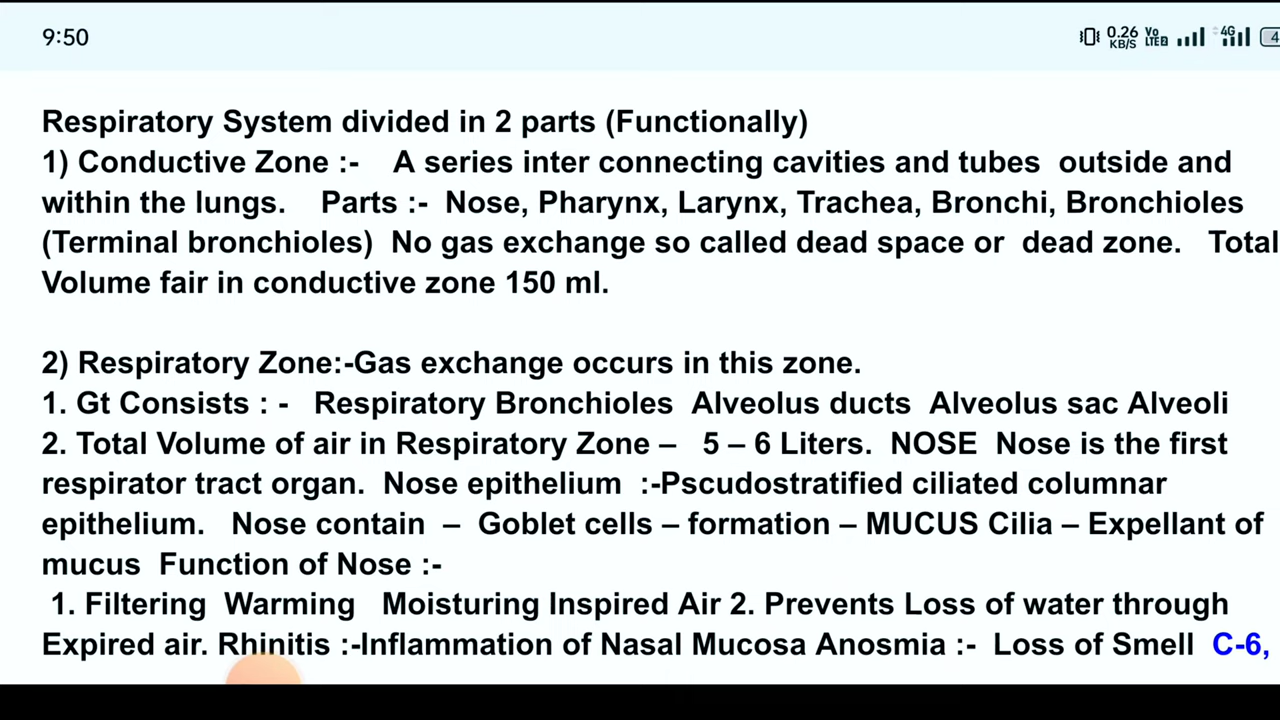 9:50
0.26 KB/S Vo LTE2 4G 4
Respiratory System divided in 2 parts (Functionally)
1) Conductive Zone :- A series inter connecting cavities and tubes outside and
within the lungs. Parts :- Nose, Pharynx, Larynx, Trachea, Bronchi, Bronchioles
(Terminal bronchioles) No gas exchange so called dead space or dead zone. Total
Volume fair in conductive zone 150 ml.
2) Respiratory Zone:-Gas exchange occurs in this zone.
1. Gt Consists : - Respiratory Bronchioles Alveolus ducts Alveolus sac Alveoli
2. Total Volume of air in Respiratory Zone – 5 – 6 Liters. NOSE Nose is the first
respirator tract organ. Nose epithelium :-Pscudostratified ciliated columnar
epithelium. Nose contain – Goblet cells – formation – MUCUS Cilia – Expellant of
mucus Function of Nose :-
1. Filtering Warming Moisturing Inspired Air 2. Prevents Loss of water through
Expired air. Rhinitis :-Inflammation of Nasal Mucosa Anosmia :- Loss of Smell C-6,